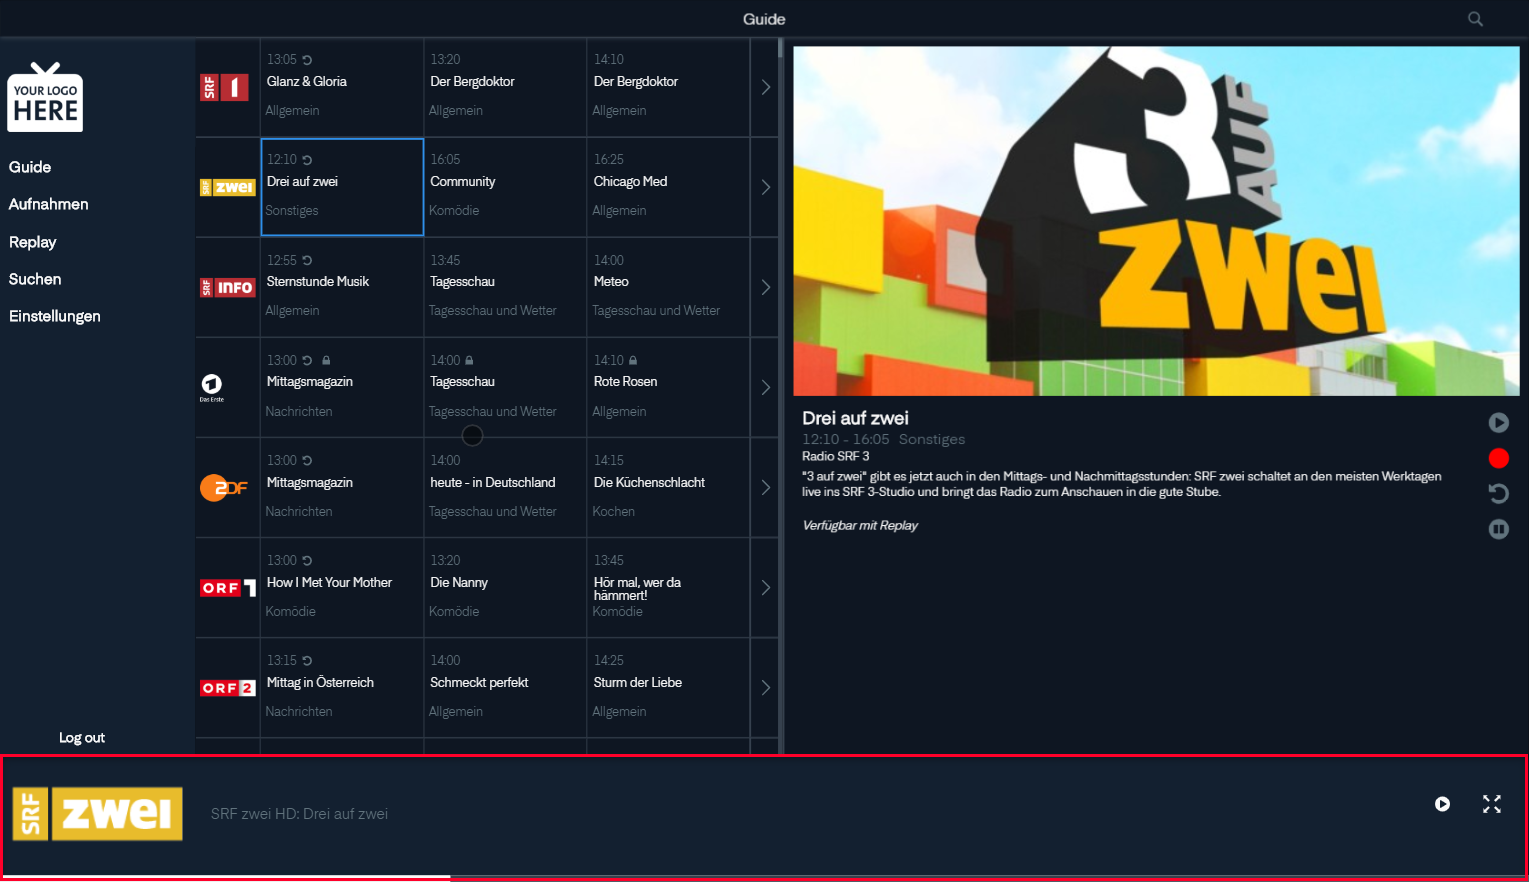 Guide
YOUR LOGO
HERE
Guide
Aufnahmen
Replay
Suchen
Einstellungen
Log out
SRF 1
13:05
Glanz & Gloria
Allgemein
13:20
Der Bergdoktor
Allgemein
14:10
Der Bergdoktor
Allgemein
SRF zwei
12:10
Drei auf zwei
Sonstiges
16:05
Community
Komödie
16:25
Chicago Med
Allgemein
SRF INFO
12:55
Sternstunde Musik
Allgemein
13:45
Tagesschau
Tagesschau und Wetter
14:00
Meteo
Tagesschau und Wetter
1
Das Erste
13:00
Mittagsmagazin
Nachrichten
14:00
Tagesschau
Tagesschau und Wetter
14:10
Rote Rosen
Allgemein
2DF
13:00
Mittagsmagazin
Nachrichten
14:00
heute - in Deutschland
Tagesschau und Wetter
14:15
Die Küchenschlacht
Kochen
ORF 1
13:00
How I Met Your Mother
Komödie
13:20
Die Nanny
Komödie
13:45
Hör mal, wer da
hämmert!
Komödie
ORF 2
13:15
Mittag in Österreich
Nachrichten
14:00
Schmeckt perfekt
Allgemein
14:25
Sturm der Liebe
Allgemein
3 AUF
ZWEI
Drei auf zwei
12:10 - 16:05 Sonstiges
Radio SRF 3
"3 auf zwei" gibt es jetzt auch in den Mittags- und Nachmittagsstunden: SRF zwei schaltet an den meisten Werktagen
live ins SRF 3-Studio und bringt das Radio zum Anschauen in die gute Stube.
Verfügbar mit Replay
SRF zwei
SRF zwei HD: Drei auf zwei